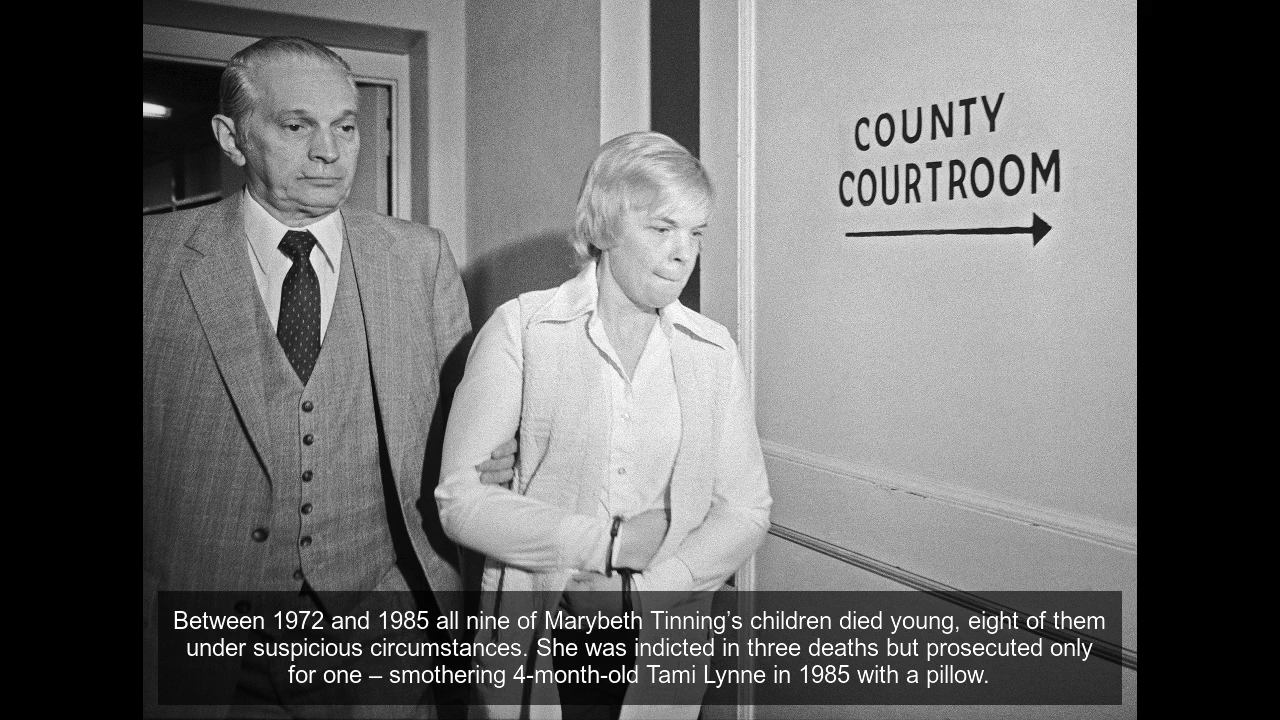 COUNTY
COURTROOM
Between 1972 and 1985 all nine of Marybeth Tinning’s children died young, eight of them
under suspicious circumstances. She was indicted in three deaths but prosecuted only
for one – smothering 4-month-old Tami Lynne in 1985 with a pillow.